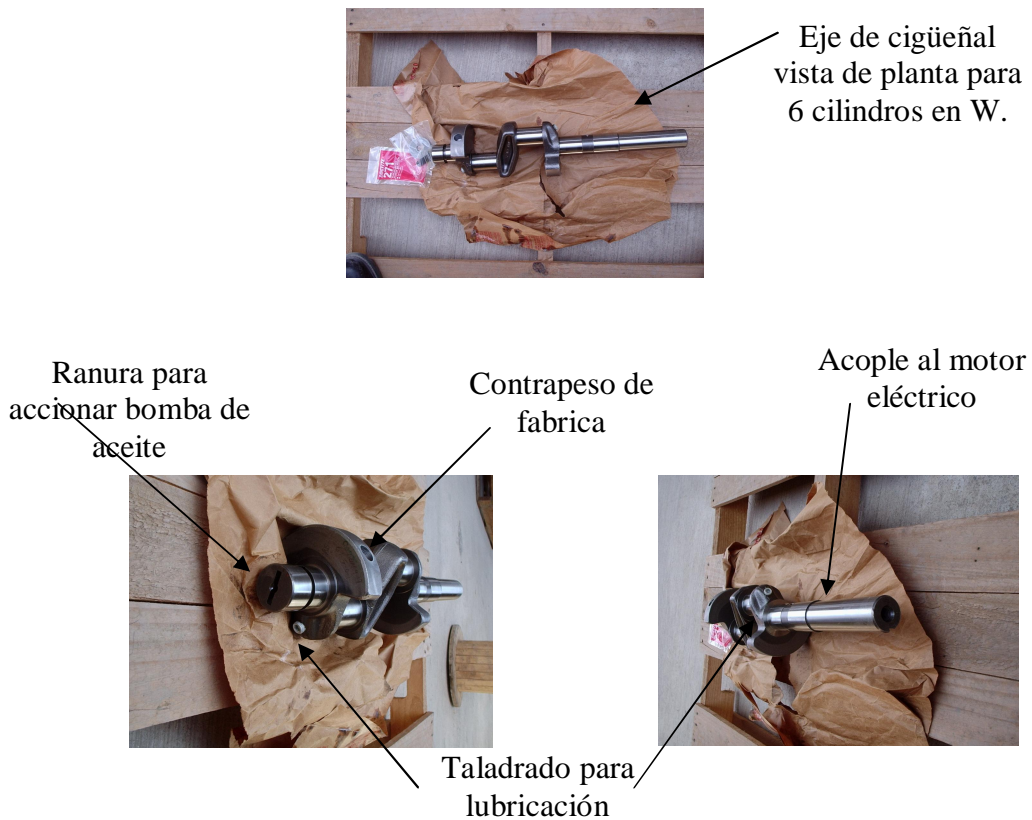 Eje de cigüeñal
vista de planta para
6 cilindros en W.
271
Ranura para
accionar bomba de
aceite
Contrapeso de
fabrica
Acople al motor
eléctrico
Taladrado para
lubricación